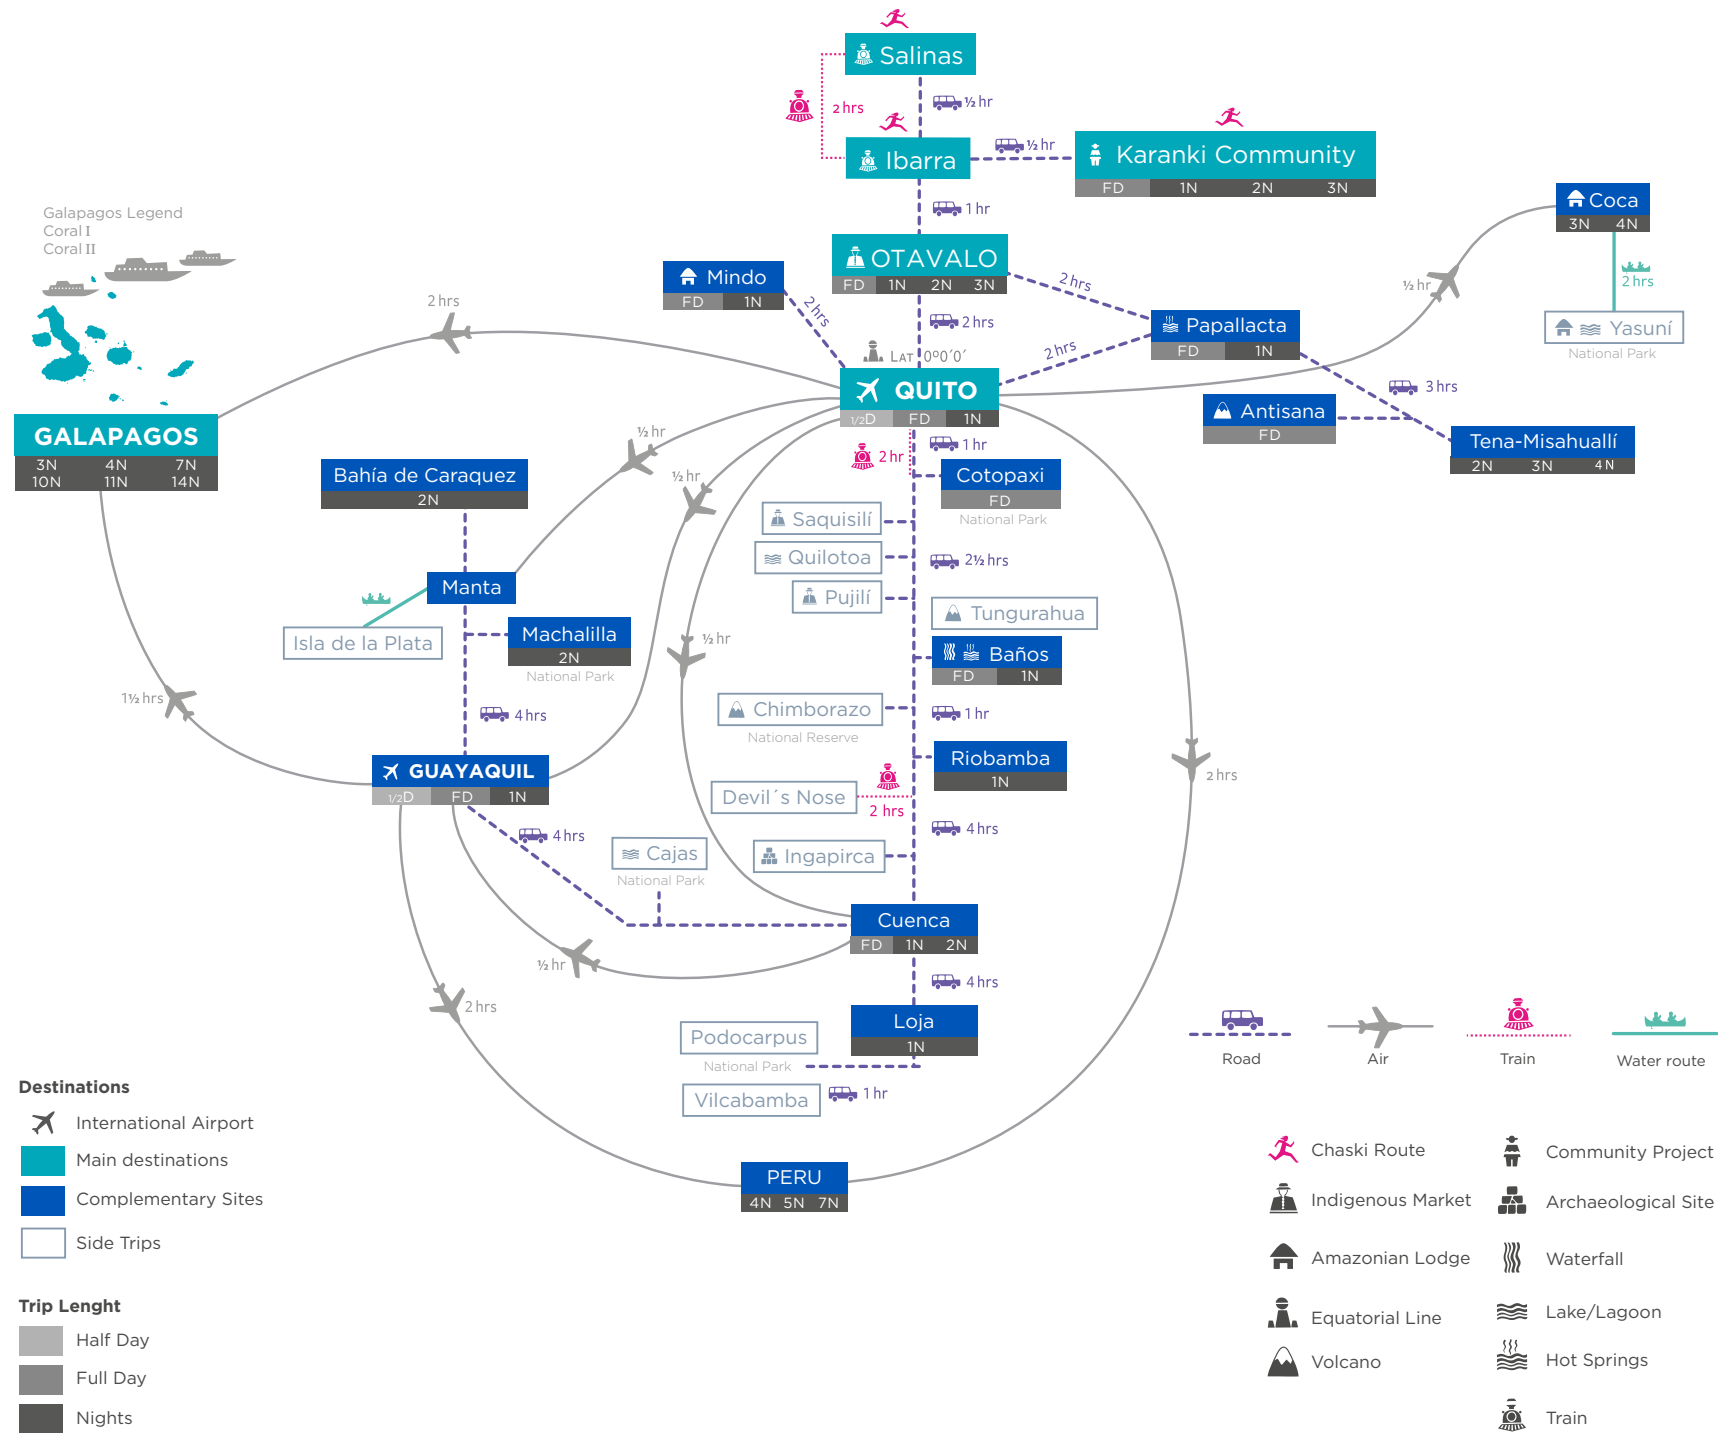 Salinas
2 hrs
½ hr
Ibarra
½ hr
Karanki Community
FD 1N 2N 3N
1 hr
Galapagos Legend
Coral I
Coral II
Coca
3N 4N
2 hrs
Yasuní
National Park
½ hr
OTAVALO
FD 1N 2N 3N
Mindo
FD 1N
2 hrs
2 hrs
2 hrs
2 hrs
2 hrs
Papallacta
FD 1N
LAT 0º0´0´
QUITO
1/2D FD 1N
3 hrs
Antisana
FD
Tena-Misahuallí
2N 3N 4N
GALAPAGOS
3N 4N 7N
10N 11N 14N
½ hr
½ hr
2 hr
1 hr
Bahía de Caraquez
2N
Cotopaxi
FD
National Park
Saquisilí
Quilotoa
2½ hrs
Pujilí
Manta
Isla de la Plata
Machalilla
2N
National Park
Tungurahua
½ hr
Baños
FD 1N
1½ hrs
4 hrs
Chimborazo
National Reserve
1 hr
Riobamba
1N
GUAYAQUIL
1/2D FD 1N
2 hrs
Devil´s Nose
2 hrs
4 hrs
4 hrs
Cajas
National Park
Ingapirca
Cuenca
FD 1N 2N
½ hr
2 hrs
4 hrs
Loja
1N
Podocarpus
National Park
Vilcabamba
1 hr
PERU
4N 5N 7N
Road
Air
Train
Water route
Destinations
International Airport
Main destinations
Complementary Sites
Side Trips
Trip Lenght
Half Day
Full Day
Nights
Chaski Route
Indigenous Market
Amazonian Lodge
Equatorial Line
Volcano
Community Project
Archaeological Site
Waterfall
Lake/Lagoon
Hot Springs
Train